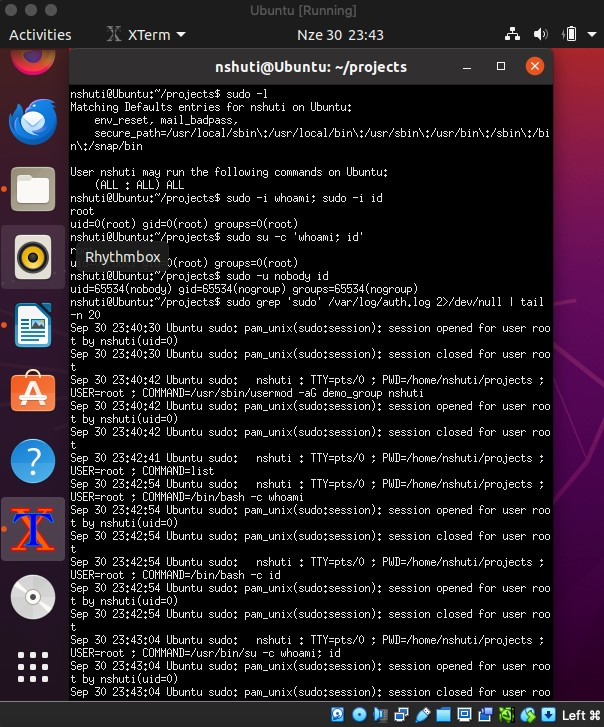 Ubuntu [Running]
Activities
XTerm
Nze 30 23:43
nshuti@Ubuntu: ~/projects
nshuti@Ubuntu:~/projects$ sudo -l
Matching Defaults entries for nshuti on Ubuntu:
    env_reset, mail_badpass,
    secure_path=/usr/local/sbin\:/usr/local/bin\:/usr/sbin\:/usr/bin\:/sbin\:/bi
n\:/snap/bin
User nshuti may run the following commands on Ubuntu:
    (ALL : ALL) ALL
nshuti@Ubuntu:~/projects$ sudo -i whoami; sudo -i id
root
uid=0(root) gid=0(root) groups=0(root)
nshuti@Ubuntu:~/projects$ sudo su -c 'whoami; id'
r
0(root) groups=0(root)
Rhythmbox
nshuti@Ubuntu:~/projects$ sudo -u nobody id
uid=65534(nobody) gid=65534(nogroup) groups=65534(nogroup)
nshuti@Ubuntu:~/projects$ sudo grep 'sudo' /var/log/auth.log 2>/dev/null | tail
-n 20
Sep 30 23:40:30 Ubuntu sudo: pam_unix(sudo:session): session opened for user roo
t by nshuti(uid=0)
Sep 30 23:40:30 Ubuntu sudo: pam_unix(sudo:session): session closed for user roo
t
Sep 30 23:40:42 Ubuntu sudo:   nshuti : TTY=pts/0 ; PWD=/home/nshuti/projects ;
USER=root ; COMMAND=/usr/sbin/usermod -aG demo_group nshuti
Sep 30 23:40:42 Ubuntu sudo: pam_unix(sudo:session): session opened for user roo
t by nshuti(uid=0)
Sep 30 23:40:42 Ubuntu sudo: pam_unix(sudo:session): session closed for user roo
t
Sep 30 23:42:41 Ubuntu sudo:   nshuti : TTY=pts/0 ; PWD=/home/nshuti/projects ;
USER=root ; COMMAND=list
Sep 30 23:42:54 Ubuntu sudo:   nshuti : TTY=pts/0 ; PWD=/home/nshuti/projects ;
USER=root ; COMMAND=/bin/bash -c whoami
Sep 30 23:42:54 Ubuntu sudo: pam_unix(sudo:session): session opened for user roo
t by nshuti(uid=0)
Sep 30 23:42:54 Ubuntu sudo: pam_unix(sudo:session): session closed for user roo
t
Sep 30 23:42:54 Ubuntu sudo:   nshuti : TTY=pts/0 ; PWD=/home/nshuti/projects ;
USER=root ; COMMAND=/bin/bash -c id
Sep 30 23:42:54 Ubuntu sudo: pam_unix(sudo:session): session opened for user roo
t by nshuti(uid=0)
Sep 30 23:42:54 Ubuntu sudo: pam_unix(sudo:session): session closed for user roo
t
Sep 30 23:43:04 Ubuntu sudo:   nshuti : TTY=pts/0 ; PWD=/home/nshuti/projects ;
USER=root ; COMMAND=/usr/bin/su -c whoami; id
Sep 30 23:43:04 Ubuntu sudo: pam_unix(sudo:session): session opened for user roo
t by nshuti(uid=0)
Sep 30 23:43:04 Ubuntu sudo: pam_unix(sudo:session): session closed for user roo
Left ⌘